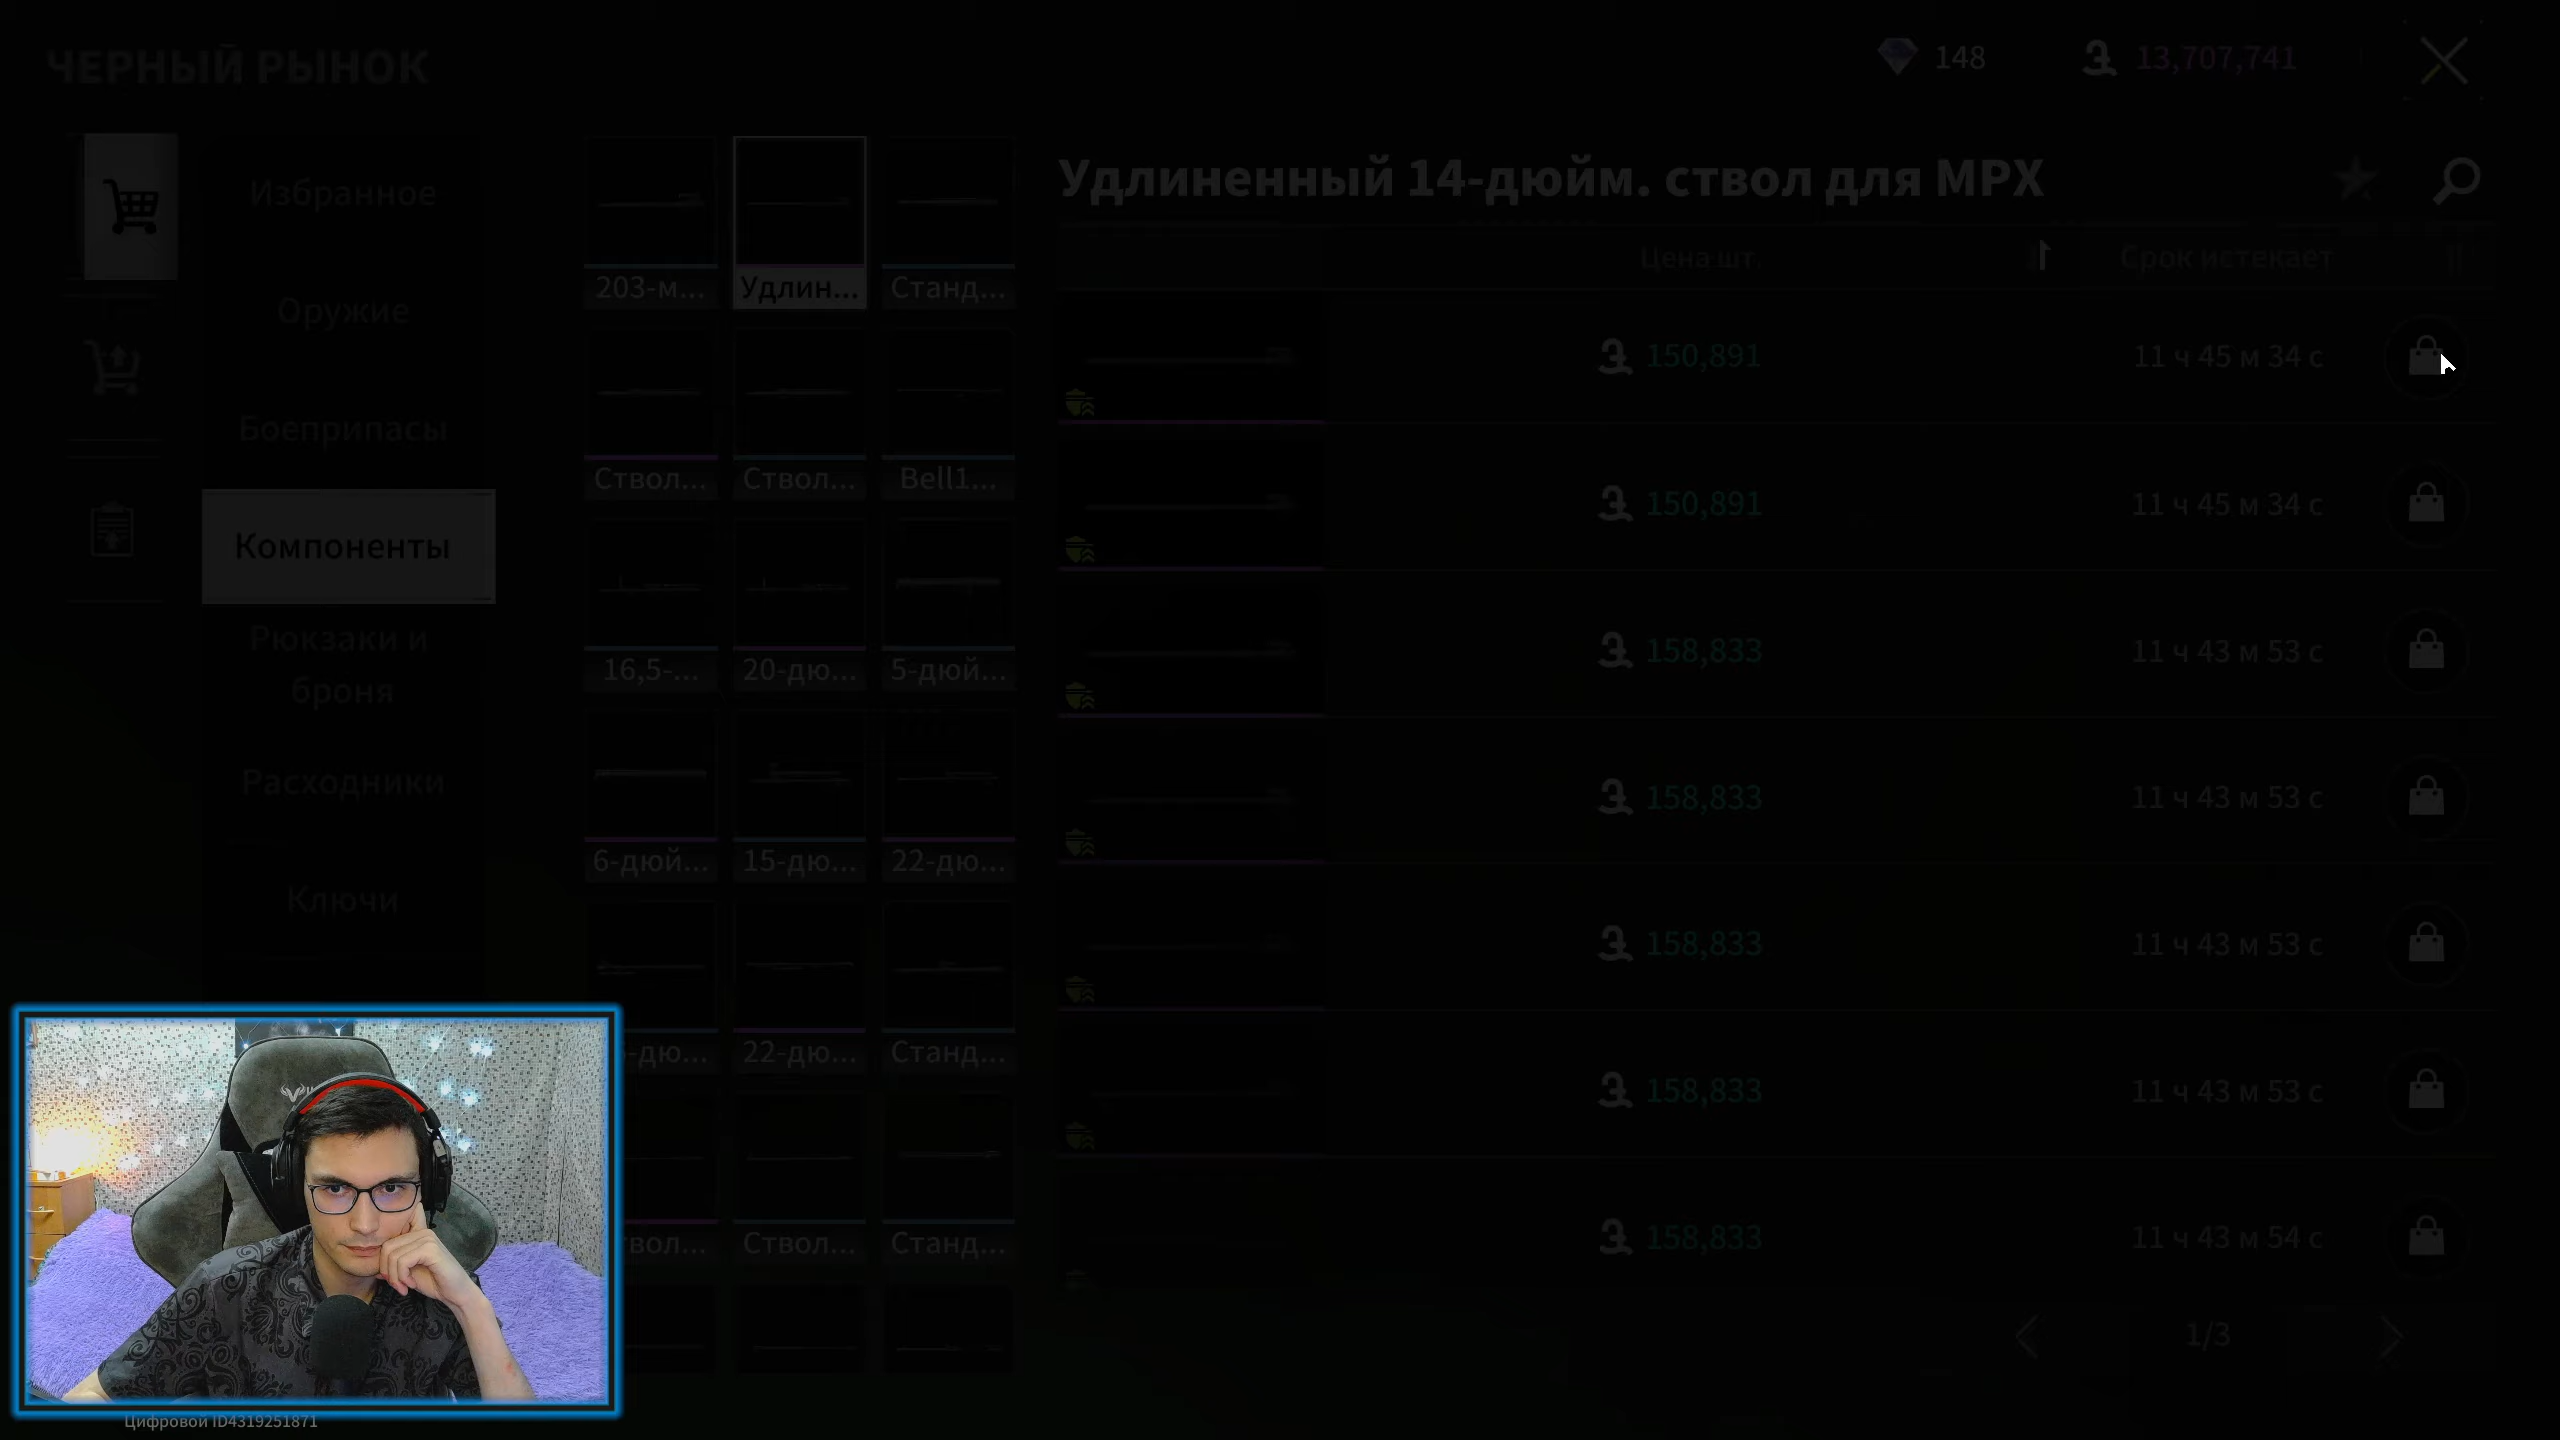 ЧЕРНЫЙ РЫНОК
148
13,707,741
Избранное
Оружие
Боеприпасы
Компоненты
Рюкзаки и
броня
Расходники
Ключи
203-м...
Удлин...
Станд...
Ствол...
Ствол...
Bell1...
16,5-...
20-дю...
5-дюй...
6-дюй...
15-дю...
22-дю...
-дю...
22-дю...
Станд...
вол...
Ствол...
Станд...
Удлиненный 14-дюйм. ствол для MPX
Цена шт.
Срок истекает
150,891
11 ч 45 м 34 с
150,891
11 ч 45 м 34 с
158,833
11 ч 43 м 53 с
158,833
11 ч 43 м 53 с
158,833
11 ч 43 м 53 с
158,833
11 ч 43 м 53 с
158,833
11 ч 43 м 54 с
1/3
Цифровой ID4319251871